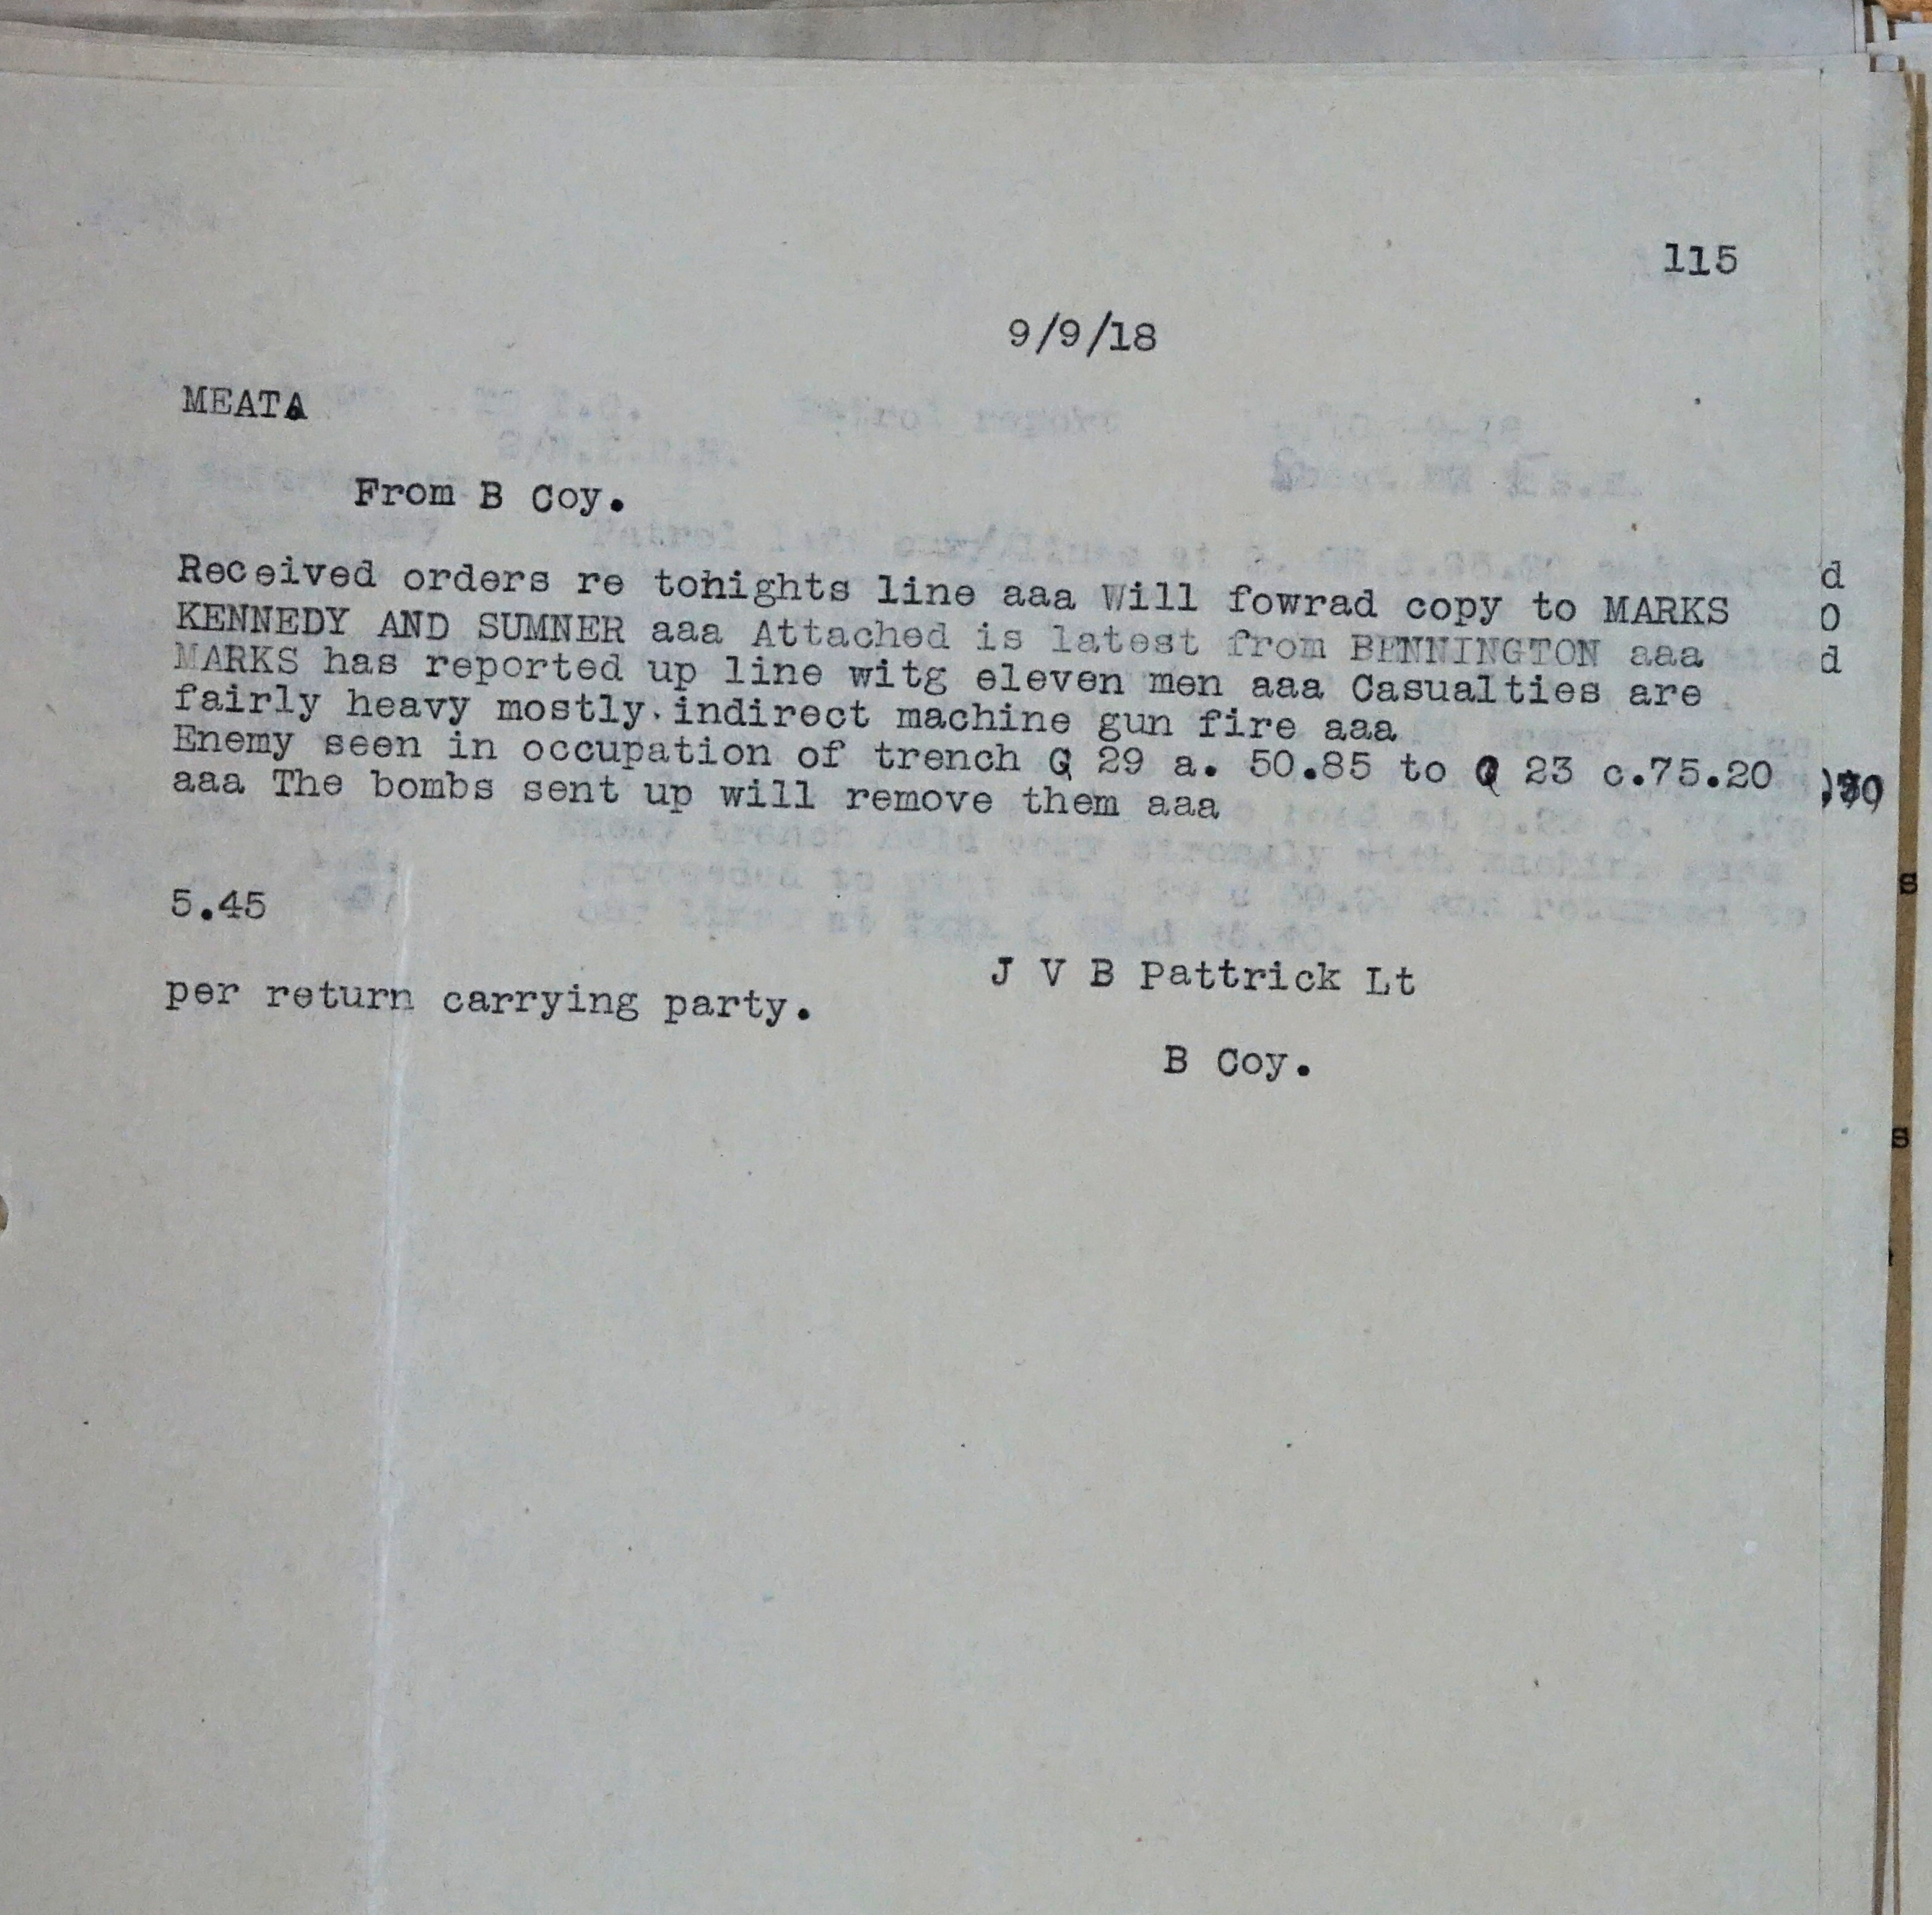 115
9/9/18
MEATA
From B Coy.
Received orders re tohights line aaa Will fowrad copy to MARKS
KENNEDY AND SUMNER aaa Attached is latest from BENNINGTON aaa
MARKS has reported up line witg eleven men aaa Casualties are
fairly heavy mostly.indirect machine gun fire aaa
Enemy seen in occupation of trench Q 29 a. 50.85 to Q 23 c.75.20
aaa The bombs sent up will remove them aaa
5.45
J V B Pattrick Lt
per return carrying party.
B Coy.